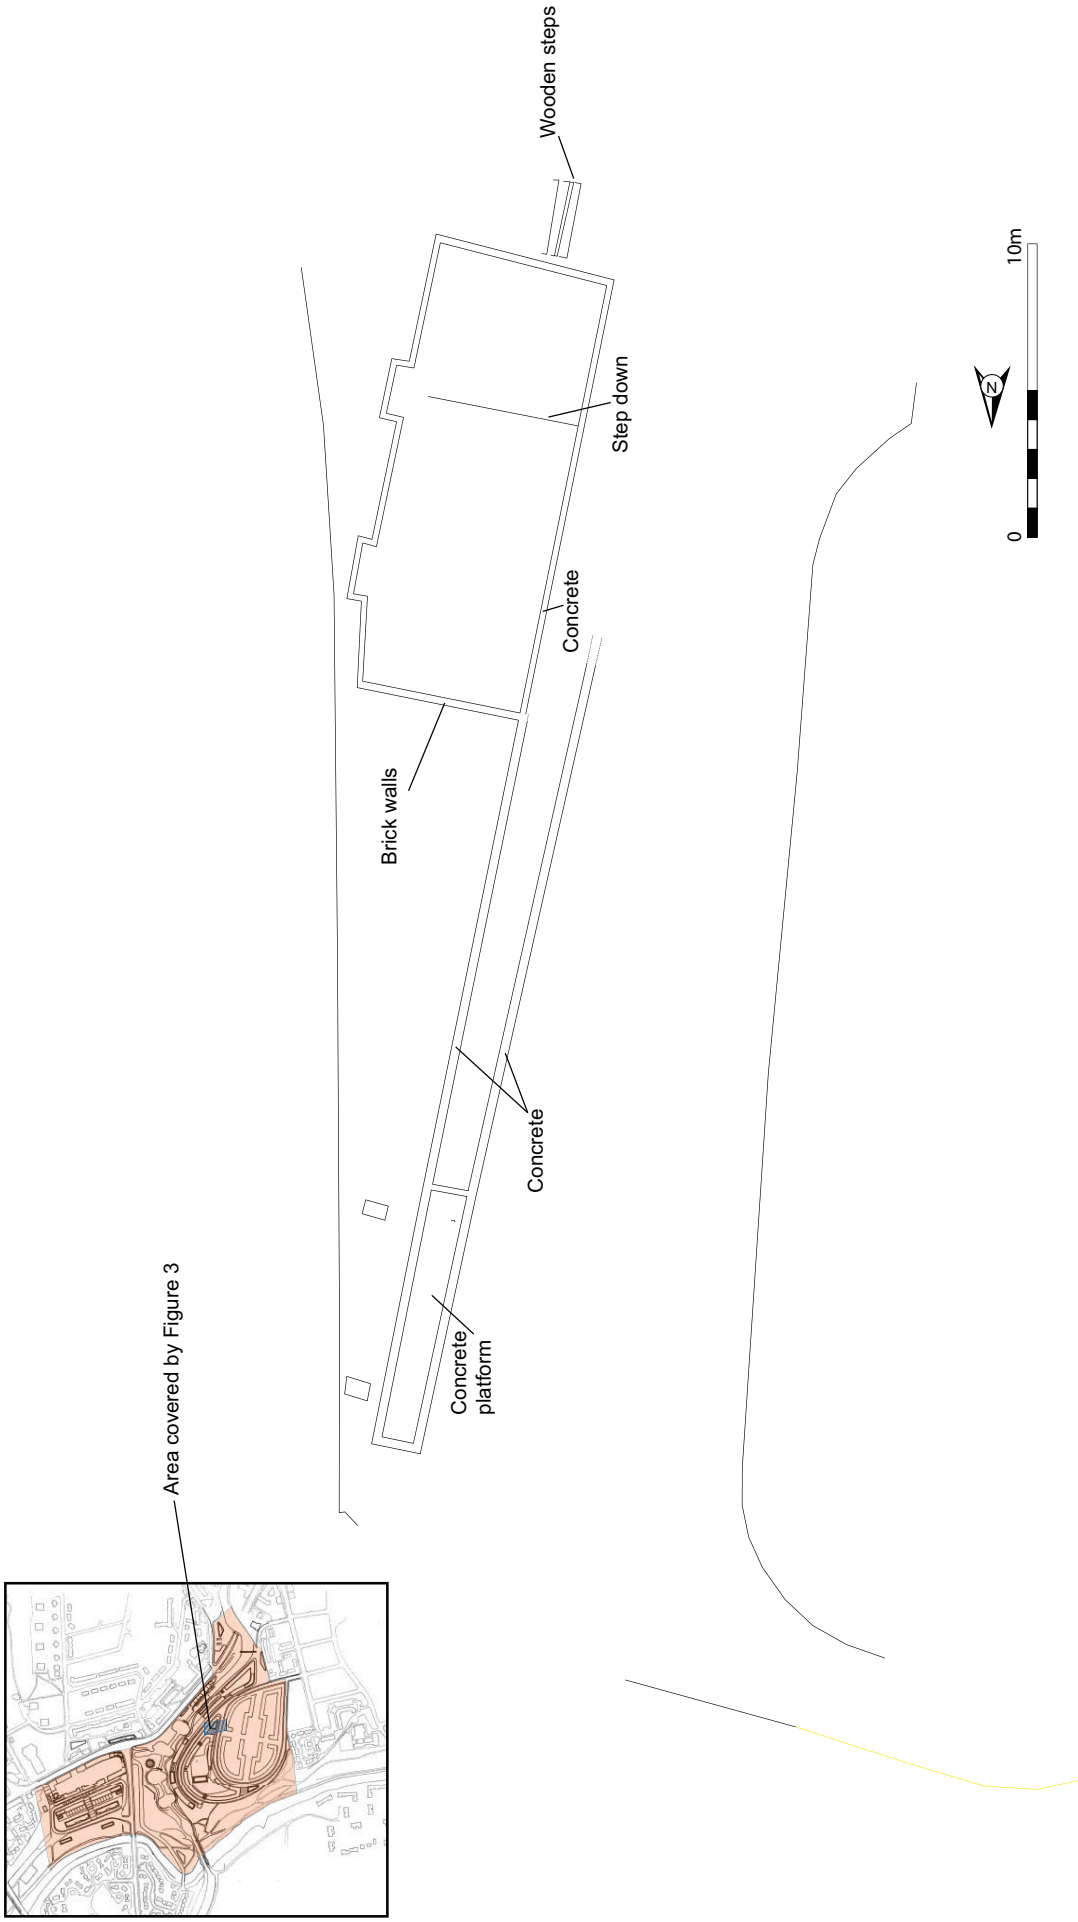 Area covered by Figure 3
Concrete
platform
Concrete
Brick walls
Concrete
Step down
Wooden steps
N
0
10m